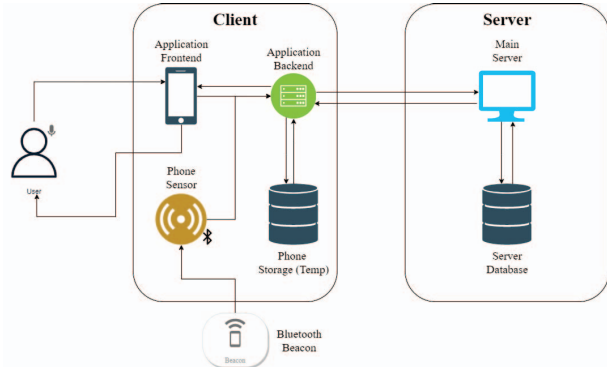 Client
Server
Application
Frontend
Application
Backend
Main
Server
User
Phone
Sensor
Phone
Storage (Temp)
Server
Database
Bluetooth
Beacon
Beacon